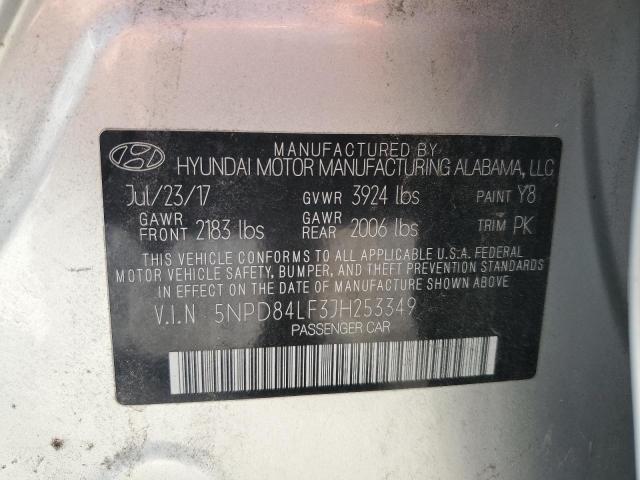 MANUFACTURED BY
HYUNDAI MOTOR MANUFACTURING ALABAMA, LLC
Jul/23/17 GVWR 3924 lbs PAINT Y8
GAWR FRONT 2183 lbs GAWR REAR 2006 lbs TRIM PK
THIS VEHICLE CONFORMS TO ALL APPLICABLE U.S.A. FEDERAL
MOTOR VEHICLE SAFETY, BUMPER, AND THEFT PREVENTION STANDARDS
IN EFFECT ON THE DATE OF MANUFACTURE SHOWN ABOVE.
V.I.N 5NPD84LF3JH253349
PASSENGER CAR